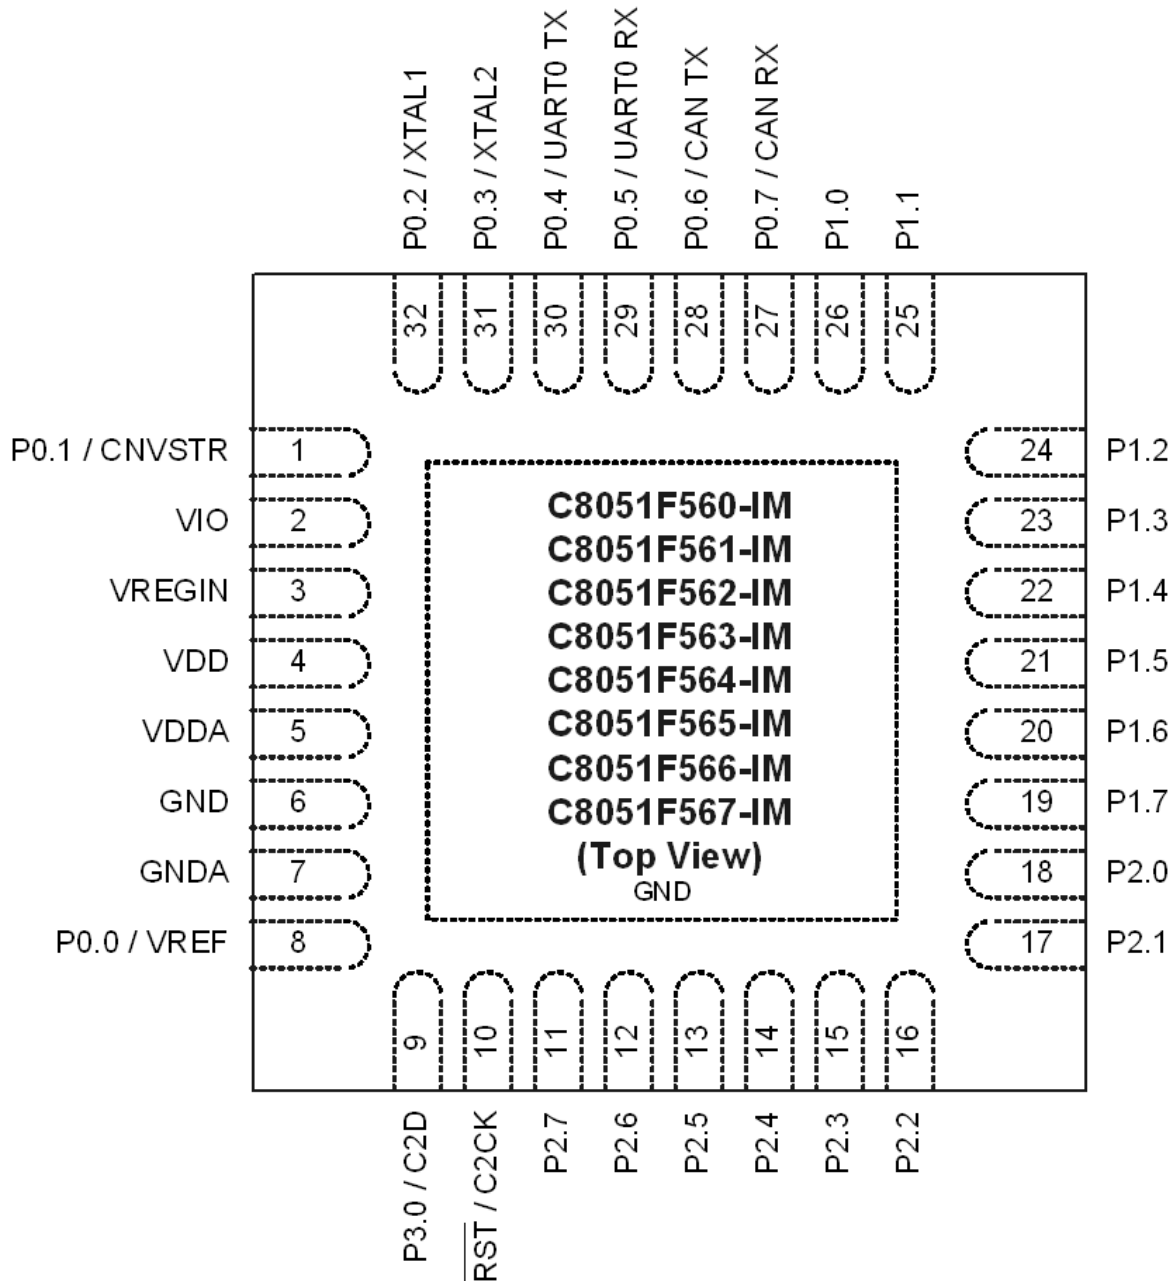 P0.2 / XTAL1
P0.3 / XTAL2
P0.4 / UART0 TX
P0.5 / UART0 RX
P0.6 / CAN TX
P0.7 / CAN RX
P1.0
P1.1
32
31
30
29
28
27
26
25
P0.1 / CNVSTR 1
VIO 2
VREGIN 3
VDD 4
VDDA 5
GND 6
GNDA 7
P0.0 / VREF 8
C8051F560-IM
C8051F561-IM
C8051F562-IM
C8051F563-IM
C8051F564-IM
C8051F565-IM
C8051F566-IM
C8051F567-IM
(Top View)
GND
24 P1.2
23 P1.3
22 P1.4
21 P1.5
20 P1.6
19 P1.7
18 P2.0
17 P2.1
9
10
11
12
13
14
15
16
P3.0 / C2D
RST / C2CK
P2.7
P2.6
P2.5
P2.4
P2.3
P2.2